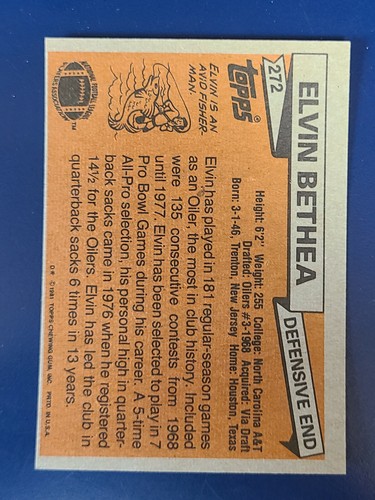 272
ELVIN BETHEA
DEFENSIVE END
TOPPS®
Height: 6'2" Weight: 255 College: North Carolina A&T
Drafted: Oilers #3-1968 Acquired: Via Draft
Born: 3-1-46, Trenton, New Jersey Home: Houston, Texas
ELVIN IS AN
AVID FISHER-
MAN.
Elvin has played in 181 regular-season games
as an Oiler, the most in club history. Included
were 135 consecutive contests from 1968
until 1977. Elvin has been selected to play in 7
Pro Bowl Games during his career. A 5-time
All-Pro selection, his personal high in quarter-
back sacks came in 1976 when he registered
14½ for the Oilers. Elvin has led the club in
quarterback sacks 6 times in 13 years.
TM
© 1981 TOPPS CHEWING GUM, INC. PRTD. IN U.S.A.